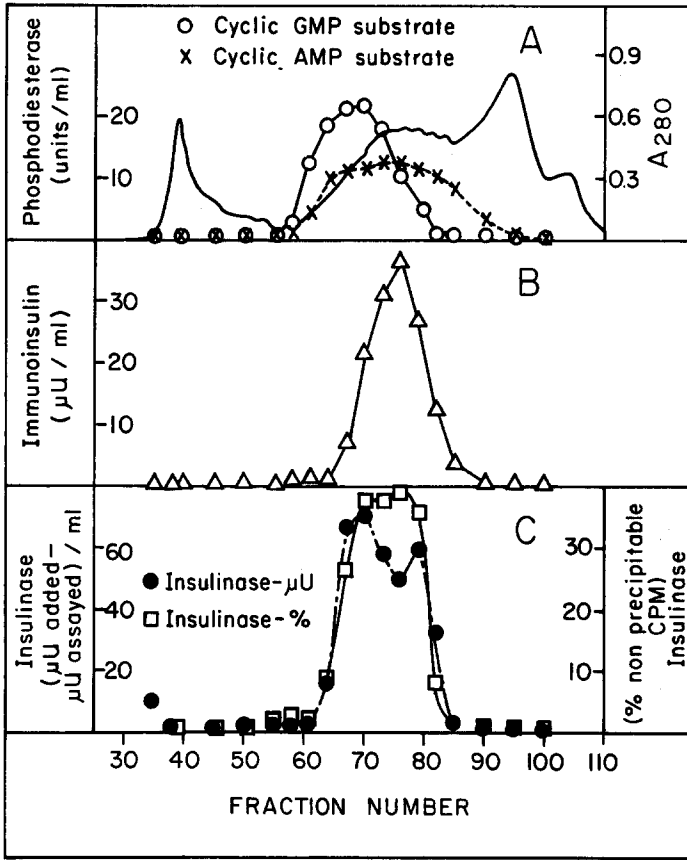 O Cyclic GMP substrate
x Cyclic AMP substrate
A
Phosphodiesterase
(units/ml)
20
10
0.9
0.6
0.3
A280
B
Immunoinsulin
(μU / ml)
30
20
10
C
Insulinase
(μU added-
μU assayed) / ml
60
40
20
● Insulinase-μU
□ Insulinase-%
30
20
10
(% non precipitable
CPM)
Insulinase
30 40 50 60 70 80 90 100 110
FRACTION NUMBER